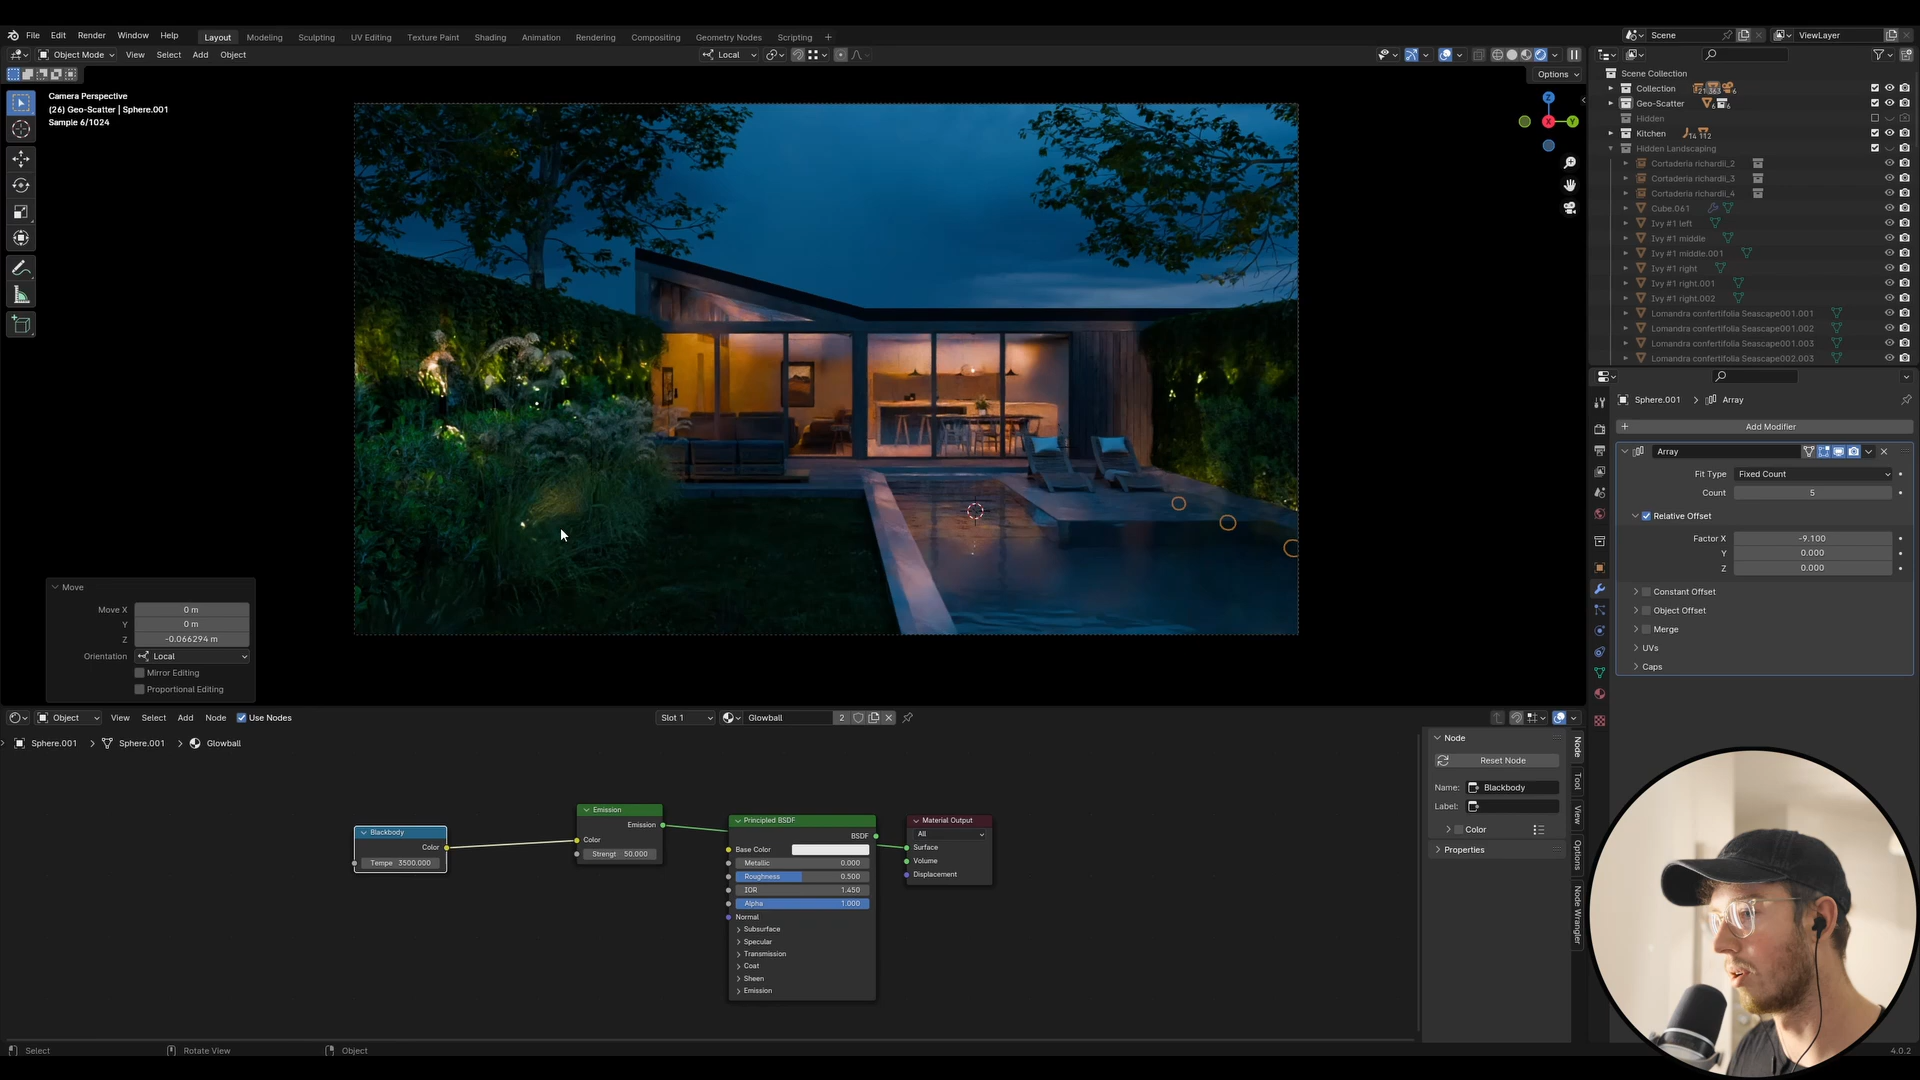 File Edit Render Window Help Layout Modeling Sculpting UV Editing Texture Paint Shading Animation Rendering Compositing Geometry Nodes Scripting + Scene ViewLayer
Object Mode View Select Add Object Local
Options
Camera Perspective
(26) Geo-Scatter | Sphere.001
Sample 6/1024
Z
X
Y
Scene Collection
Collection
Geo-Scatter
Hidden
Kitchen 14 112
Hidden Landscaping
Cortaderia richardii_2
Cortaderia richardii_3
Cortaderia richardii_4
Cube.061
Ivy #1 left
Ivy #1 middle
Ivy #1 middle.001
Ivy #1 right
Ivy #1 right.001
Ivy #1 right.002
Lomandra confertifolia Seascape001.001
Lomandra confertifolia Seascape001.002
Lomandra confertifolia Seascape001.003
Lomandra confertifolia Seascape002.003
Sphere.001 > Array
+ Add Modifier
Array
Fit Type Fixed Count
Count 5
Relative Offset
Factor X -9.100
Y 0.000
Z 0.000
Constant Offset
Object Offset
Merge
UVs
Caps
Move
Move X 0 m
Y 0 m
Z -0.066294 m
Orientation Local
Mirror Editing
Proportional Editing
Object View Select Add Node Use Nodes Slot 1 Glowball 2
Sphere.001 > Sphere.001 > Glowball
Blackbody
Color
Tempe 3500.000
Emission
Emission
Color
Strengt 50.000
Principled BSDF
BSDF
Base Color
Metallic 0.000
Roughness 0.500
IOR 1.450
Alpha 1.000
Normal
Subsurface
Specular
Transmission
Coat
Sheen
Emission
Material Output
All
Surface
Volume
Displacement
Node
Reset Node
Name: Blackbody
Label:
Color
Properties
Node
Tool
View
Options
Node Wrangler
Select Rotate View Object 4.0.2